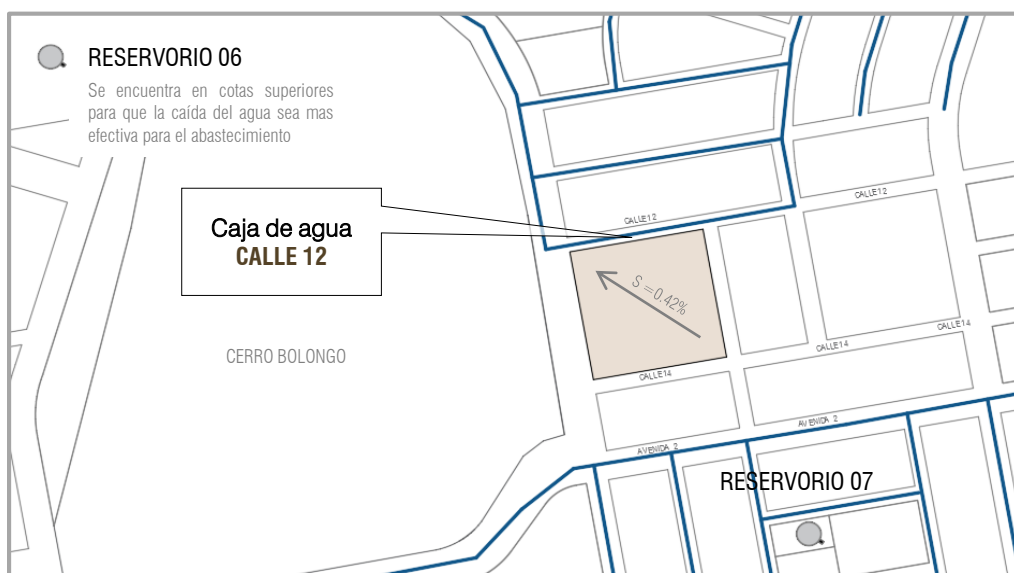 RESERVORIO 06
Se encuentra en cotas superiores
para que la caída del agua sea mas
efectiva para el abastecimiento
CALLE12
CALLE12
Caja de agua
CALLE 12
S =0.42%
CALLE14
CALLE14
CERRO BOLONGO
CALLE14
AVENIDA 2
AVENIDA 2
RESERVORIO 07